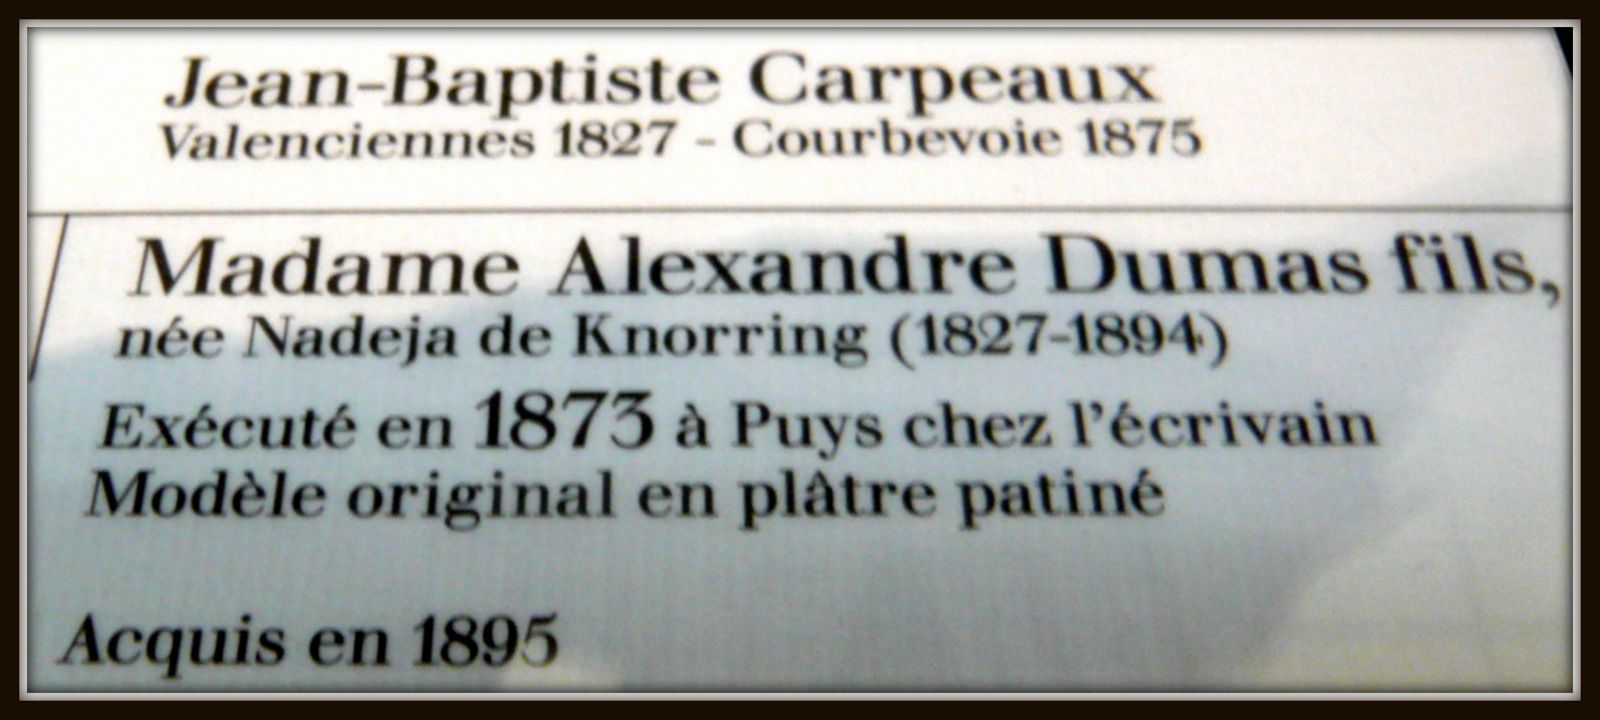 Jean-Baptiste Carpeaux
Valenciennes 1827 - Courbevoie 1875
Madame Alexandre Dumas fils,
née Nadeja de Knorring (1827-1894)
Exécuté en 1873 à Puys chez l'écrivain
Modèle original en plâtre patiné
Acquis en 1895